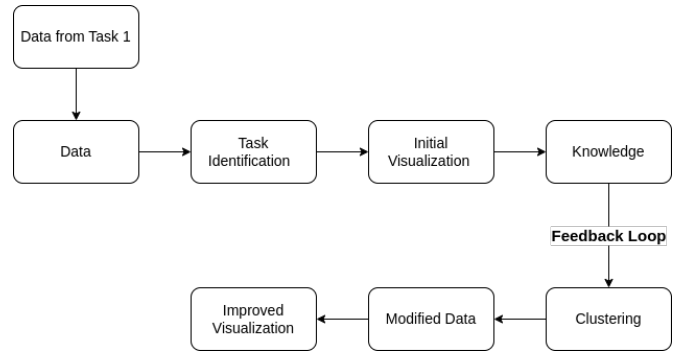 Data from Task 1
Data
Task
Identification
Initial
Visualization
Knowledge
Feedback Loop
Improved
Visualization
Modified Data
Clustering